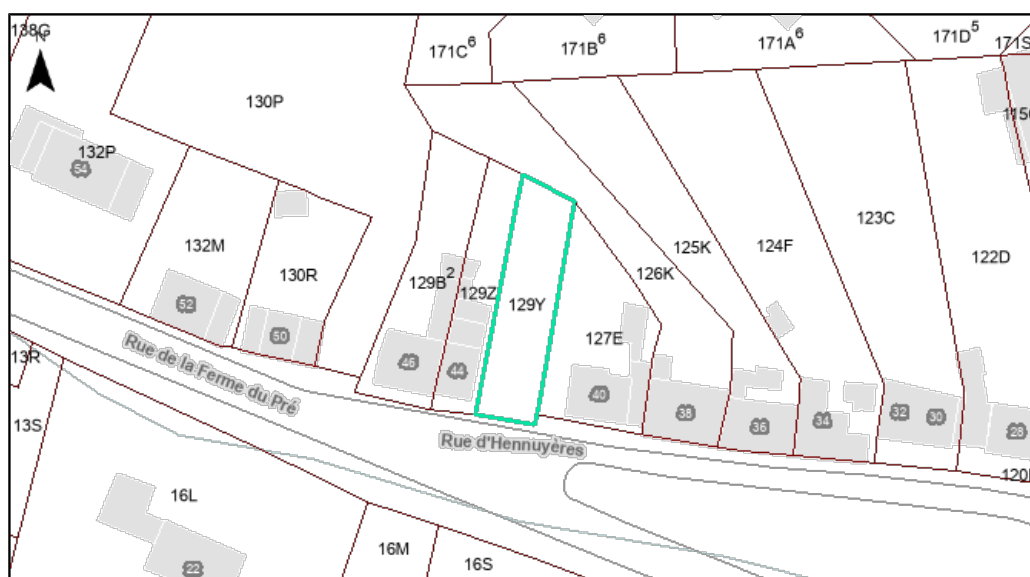 138G
N
171C⁶
171B⁶
171A⁶
171D⁵
171S
130P
132P
54
132M
130R
52
50
129B²
129Z
129Y
46
44
127E
126K
125K
124F
123C
122D
40
38
36
34
32
30
28
13R
13S
Rue de la Ferme du Pré
Rue d'Hennuyères
16L
22
16M
16S